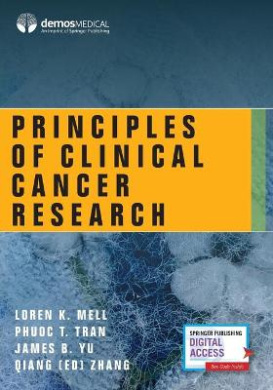 demosMEDICAL
An Imprint of Springer Publishing
PRINCIPLES
OF CLINICAL
CANCER
RESEARCH
LOREN K. MELL
PHUOC T. TRAN
JAMES B. YU
QIANG (ED) ZHANG
SPRINGER PUBLISHING
DIGITAL
ACCESS